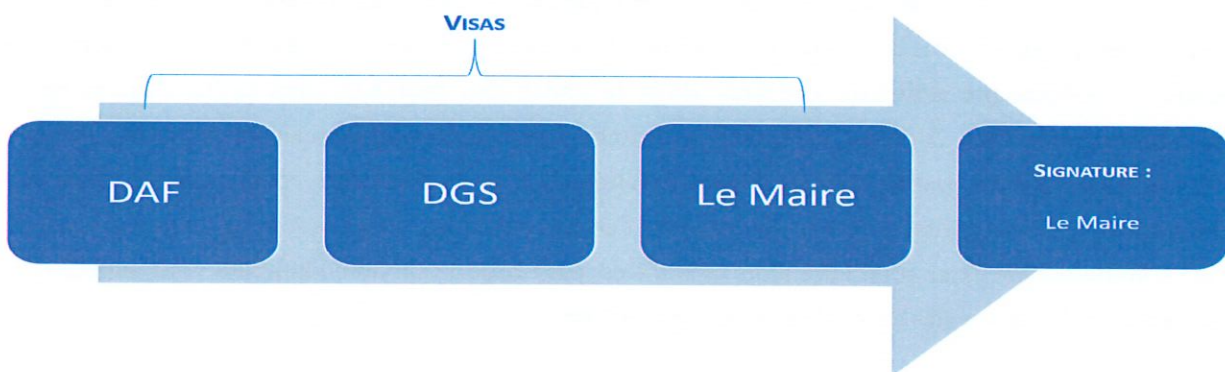 VISAS
DAF
DGS
Le Maire
SIGNATURE :
Le Maire